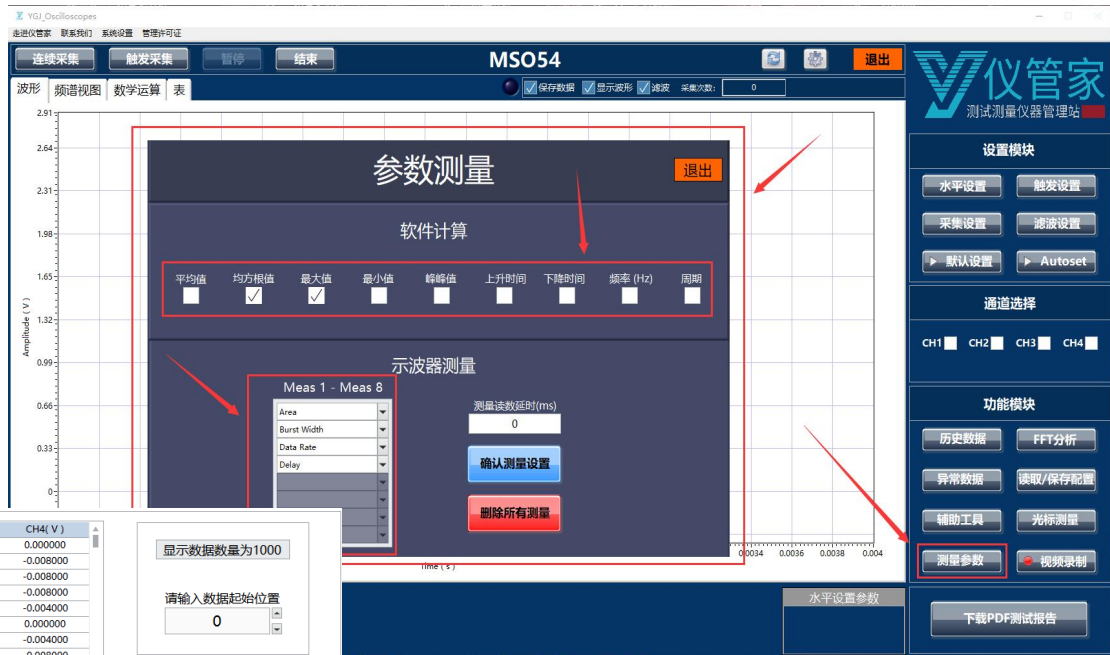 YGJ_Oscilloscopes
走进仪管家 联系我们 系统设置 管理许可证
连续采集 触发采集 暂停 结束 MSO54 退出
波形 频谱视图 数学运算 表 保存数据 显示波形 滤波 采集次数: 0
仪管家
测试测量仪器管理站
2.91
2.64
2.31
1.98
1.65
1.32
0.99
0.66
0.33
0
Amplitude ( V )
参数测量 退出
软件计算
平均值 均方根值 最大值 最小值 峰峰值 上升时间 下降时间 频率 (Hz) 周期
示波器测量
Meas 1 - Meas 8
Area
Burst Width
Data Rate
Delay
测量读数延时(ms)
0
确认测量设置
删除所有测量
0.0034 0.0036 0.0038 0.004
Time ( s )
设置模块
水平设置 触发设置
采集设置 滤波设置
默认设置 Autoset
通道选择
CH1 CH2 CH3 CH4
功能模块
历史数据 FFT分析
异常数据 读取/保存配置
辅助工具 光标测量
测量参数 视频录制
下载PDF测试报告
水平设置参数
CH4( V )
0.000000
-0.008000
-0.008000
-0.008000
-0.004000
0.000000
-0.004000
-0.008000
显示数据数量为1000
请输入数据起始位置
0